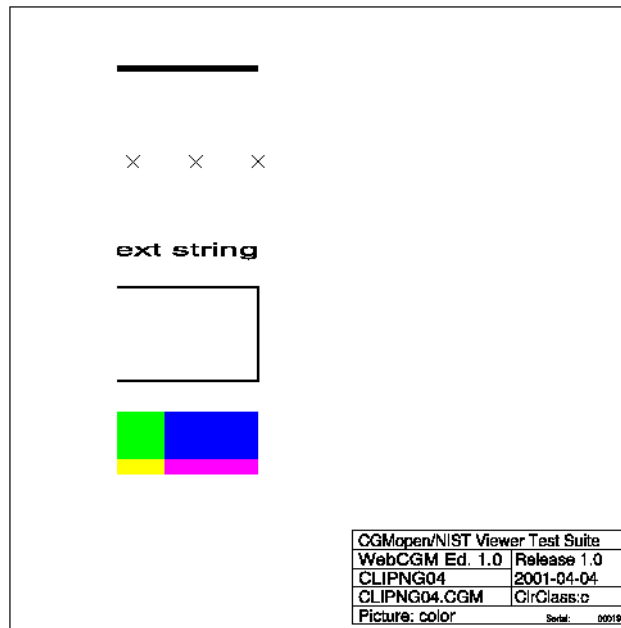 ext string
CGMopen/NIST Viewer Test Suite
WebCGM Ed. 1.0 Release 1.0
CLIPNG04 2001-04-04
CLIPNG04.CGM ClrClass:c
Picture: color Serial: 00019